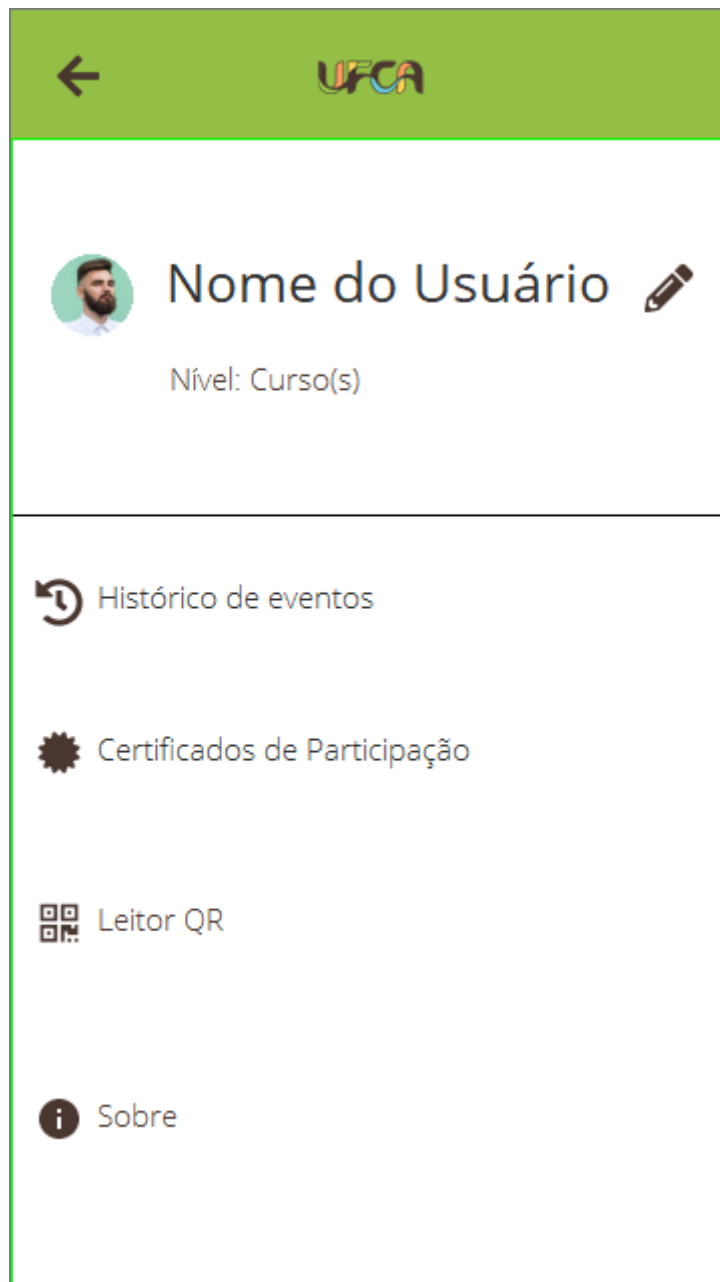 UFCA
Nome do Usuário
Nível: Curso(s)
Histórico de eventos
Certificados de Participação
Leitor QR
Sobre